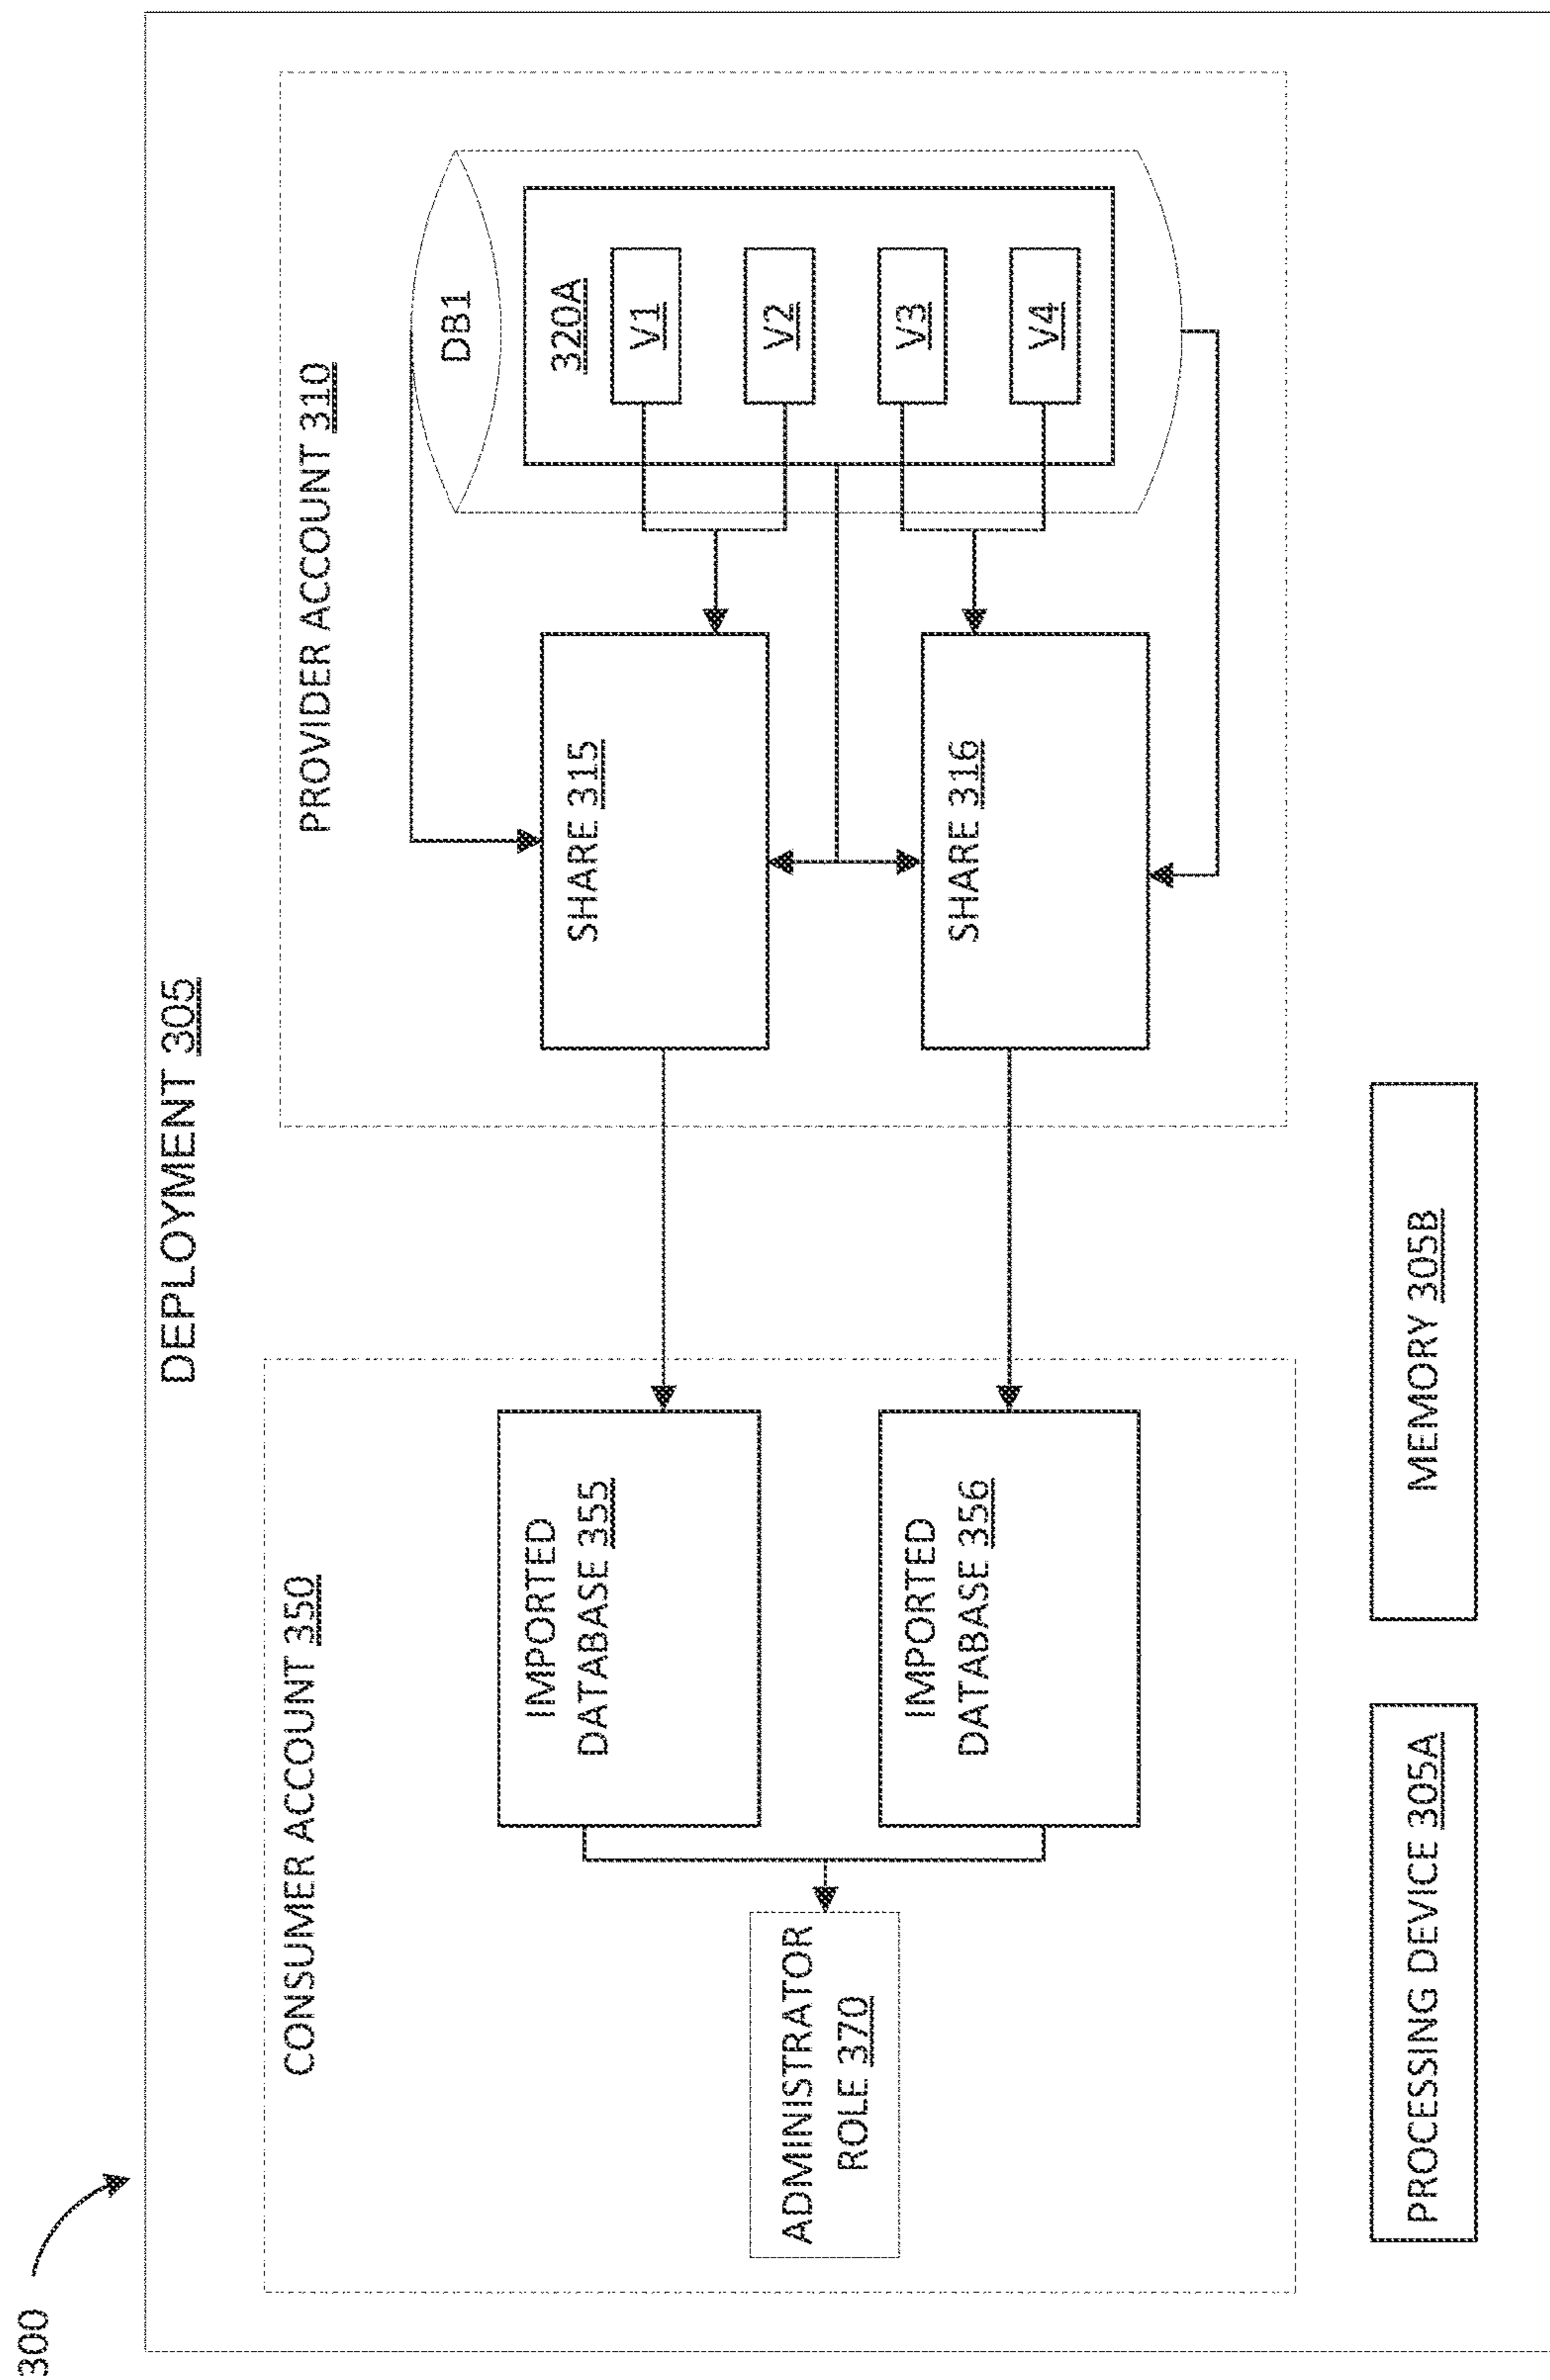 300
DEPLOYMENT 305
CONSUMER ACCOUNT 350
ADMINISTRATOR
ROLE 370
IMPORTED
DATABASE 355
IMPORTED
DATABASE 356
PROVIDER ACCOUNT 310
SHARE 315
SHARE 316
DB1
320A
V1
V2
V3
V4
PROCESSING DEVICE 305A
MEMORY 305B